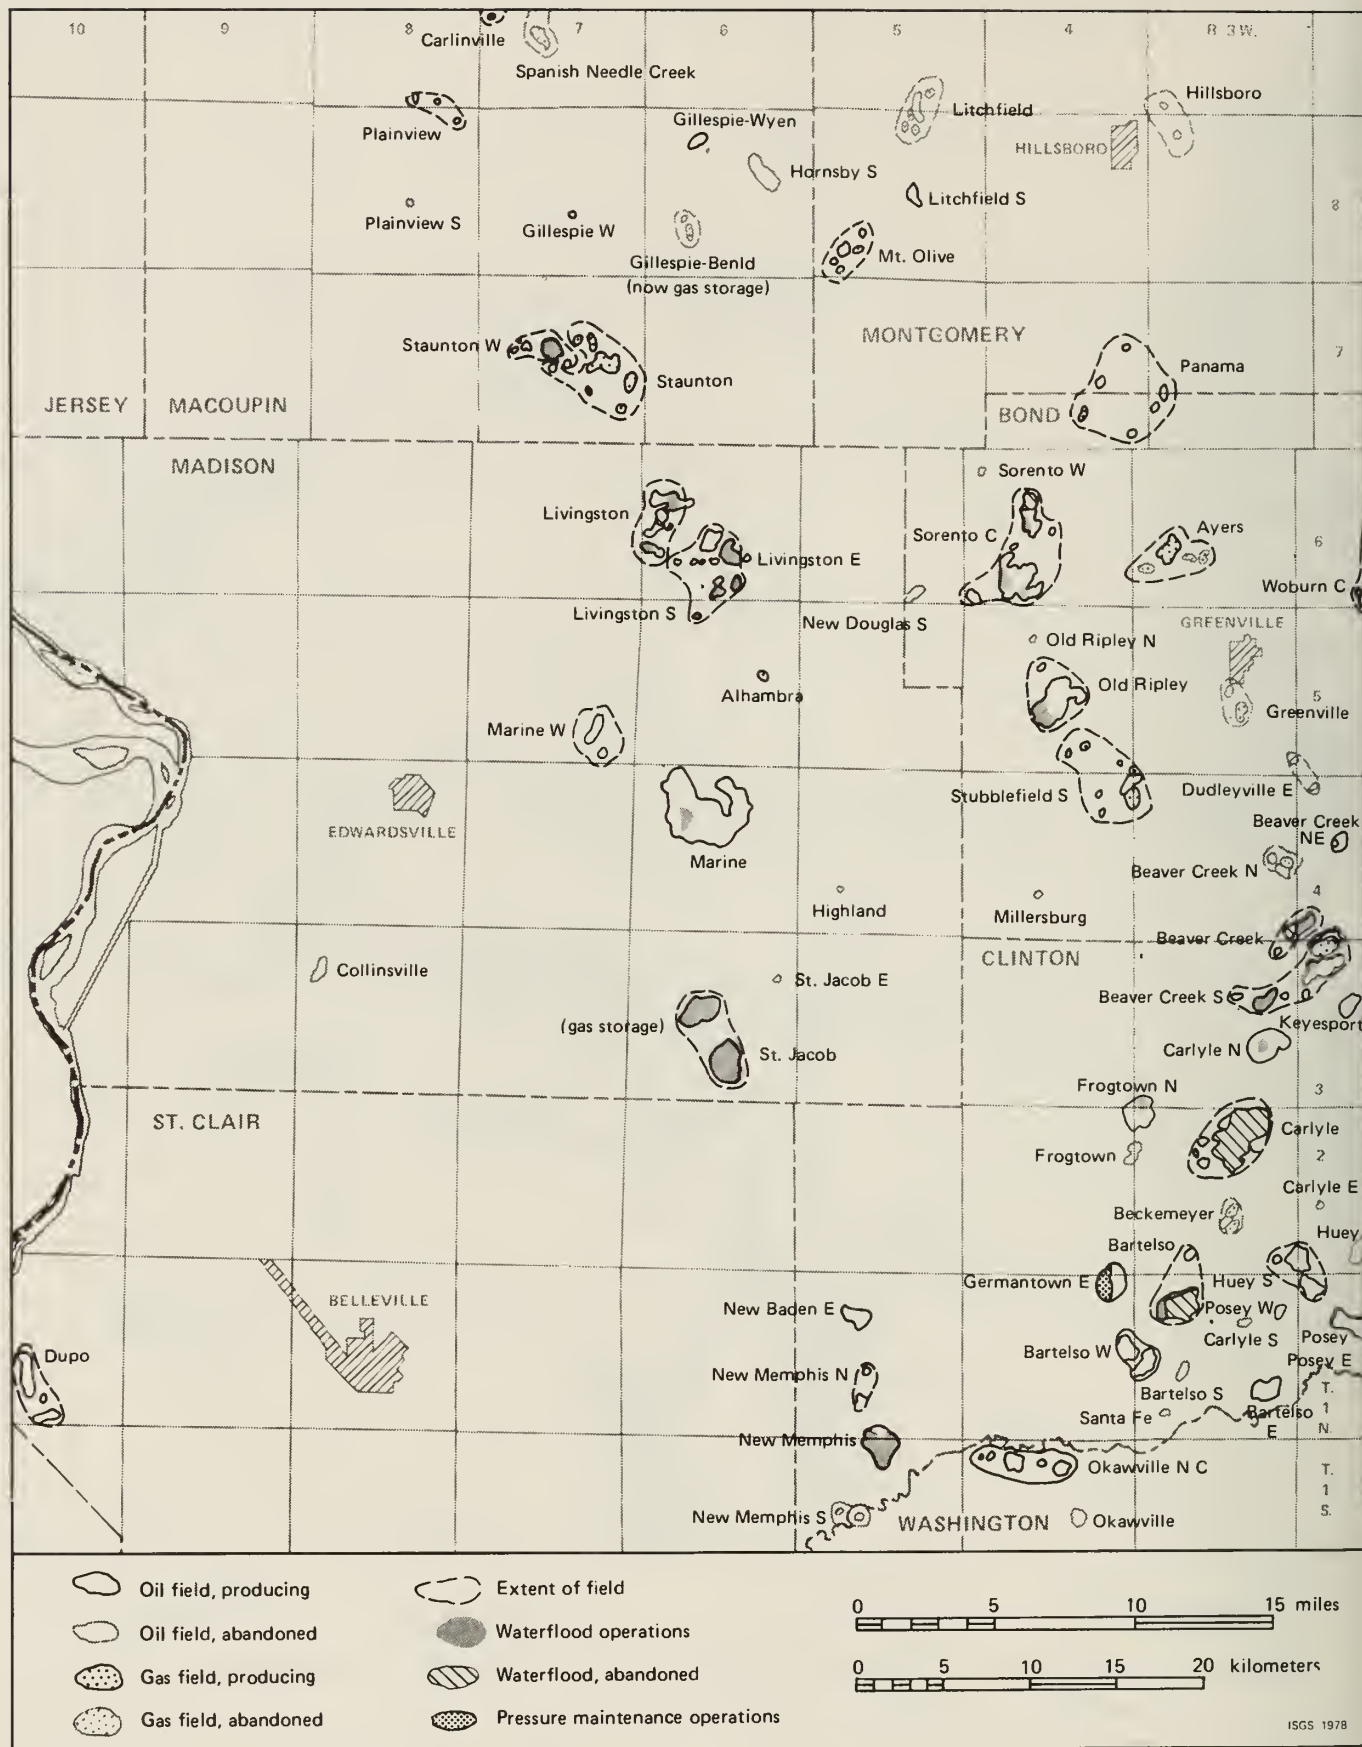 10
9
8
7
6
5
4
R 3 W.
Carlinville
Spanish Needle Creek
Plainview
Gillespie-Wyen
Litchfield
Hillsboro
HILLSBORO
Hornsby S
Litchfield S
Plainview S
Gillespie W
8
Gillespie-Benld
(now gas storage)
Mt. Olive
MONTGOMERY
Staunton W
Staunton
7
Panama
JERSEY
MACOUPIN
BOND
MADISON
Sorento W
Livingston
Sorento C
Ayers
6
Livingston E
Woburn C
Livingston S
New Douglas S
GREENVILLE
Old Ripley N
Alhambra
Old Ripley
5
Greenville
Marine W
Stubblefield S
Dudleyville E
EDWARDSVILLE
Beaver Creek
NE
Marine
Beaver Creek N
Highland
Millersburg
4
Beaver Creek
CLINTON
Collinsville
St. Jacob E
Beaver Creek S
(gas storage)
Keyesport
St. Jacob
Carlyle N
Frogtown N
3
ST. CLAIR
Carlyle
Frogtown
2
Carlyle E
Beckemeyer
Huey
Bartelso
Germantown E
Huey S
BELLEVILLE
New Baden E
Posey W
Carlyle S
Posey
Dupo
Bartelso W
Posey E
New Memphis N
Bartelso S
T.
1
N.
Santa Fe
Bartelso
E
New Memphis
Okawville N C
T.
1
S.
New Memphis S
WASHINGTON
Okawville
Oil field, producing
Oil field, abandoned
Gas field, producing
Gas field, abandoned
Extent of field
Waterflood operations
Waterflood, abandoned
Pressure maintenance operations
0 5 10 15 miles
0 5 10 15 20 kilometers
ISGS 1978